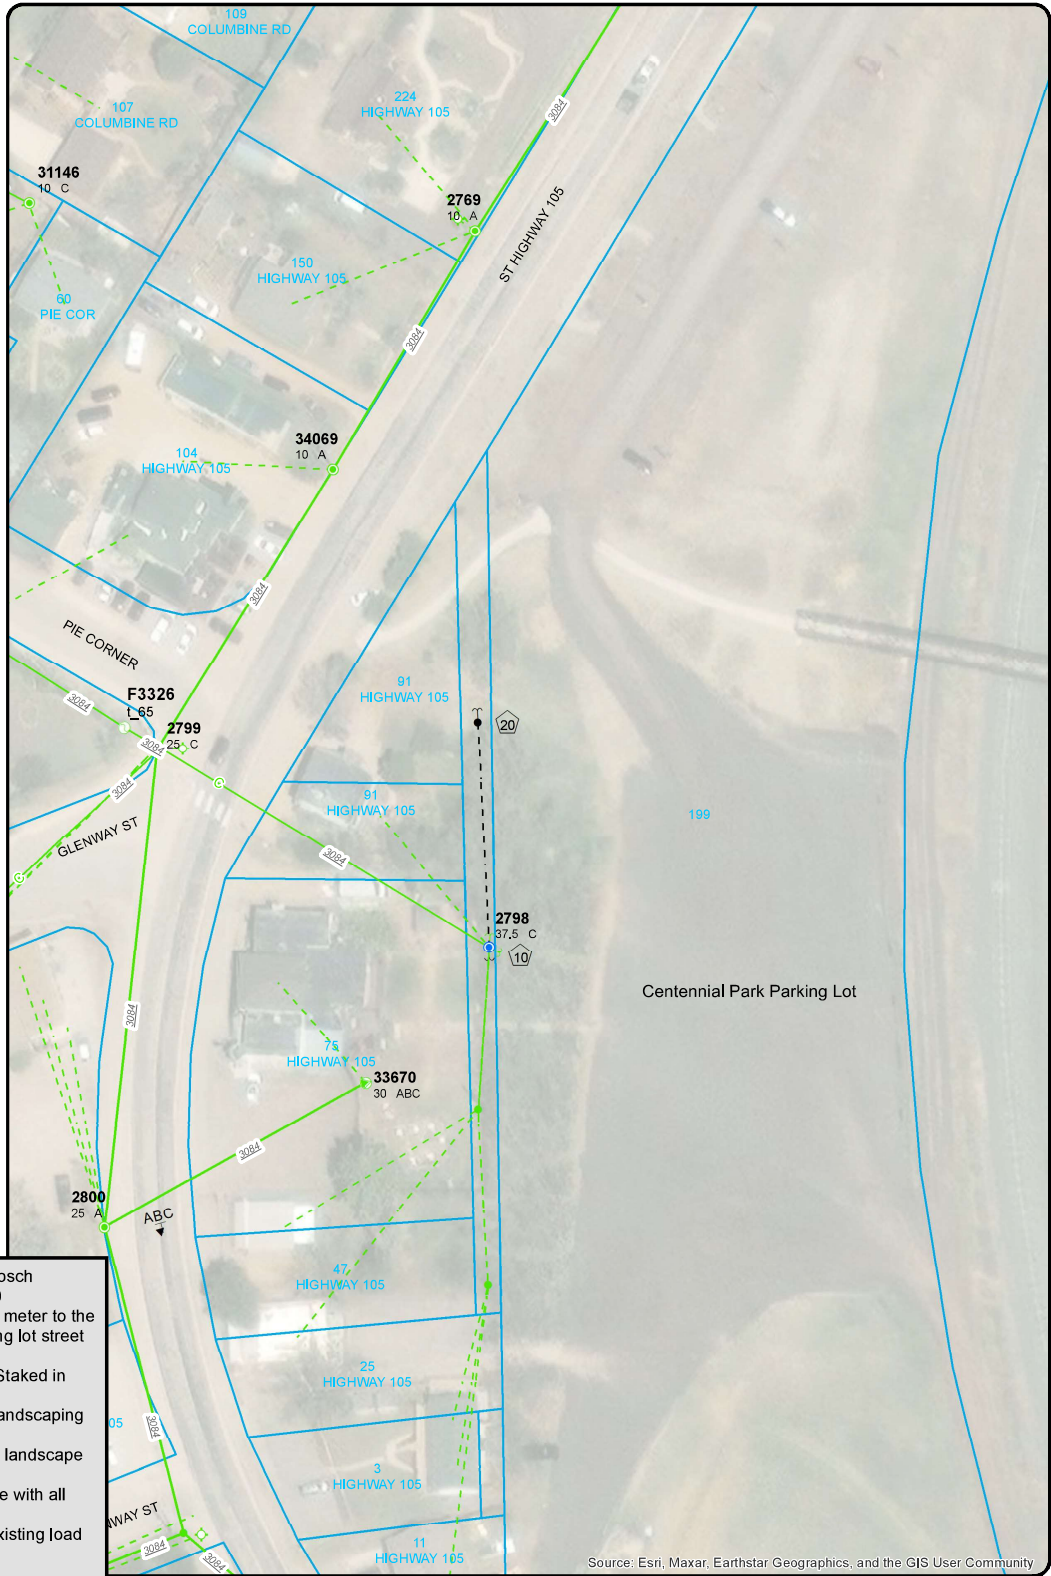 109
COLUMBINE RD
107
COLUMBINE RD
224
HIGHWAY 105
3084
31146
10 C
2769
10 A
ST HIGHWAY 105
150
HIGHWAY 105
60
PIE COR
3084
34069
10 A
104
HIGHWAY 105
3084
PIE CORNER
91
HIGHWAY 105
F3326
t_65
3084
20
2799
25 C
3084
3084
91
HIGHWAY 105
199
GLENWAY ST
3084
2798
37.5 C
10
Centennial Park Parking Lot
3084
75
HIGHWAY 105
33670
30 ABC
3084
2800
25 A
ABC
47
HIGHWAY 105
osch
)
meter to the
ng lot street
Staked in
andscaping
landscape
e with all
xisting load
25
HIGHWAY 105
05
3084
3
HIGHWAY 105
NWAY ST
3084
3084
11
HIGHWAY 105
Source: Esri, Maxar, Earthstar Geographics, and the GIS User Community